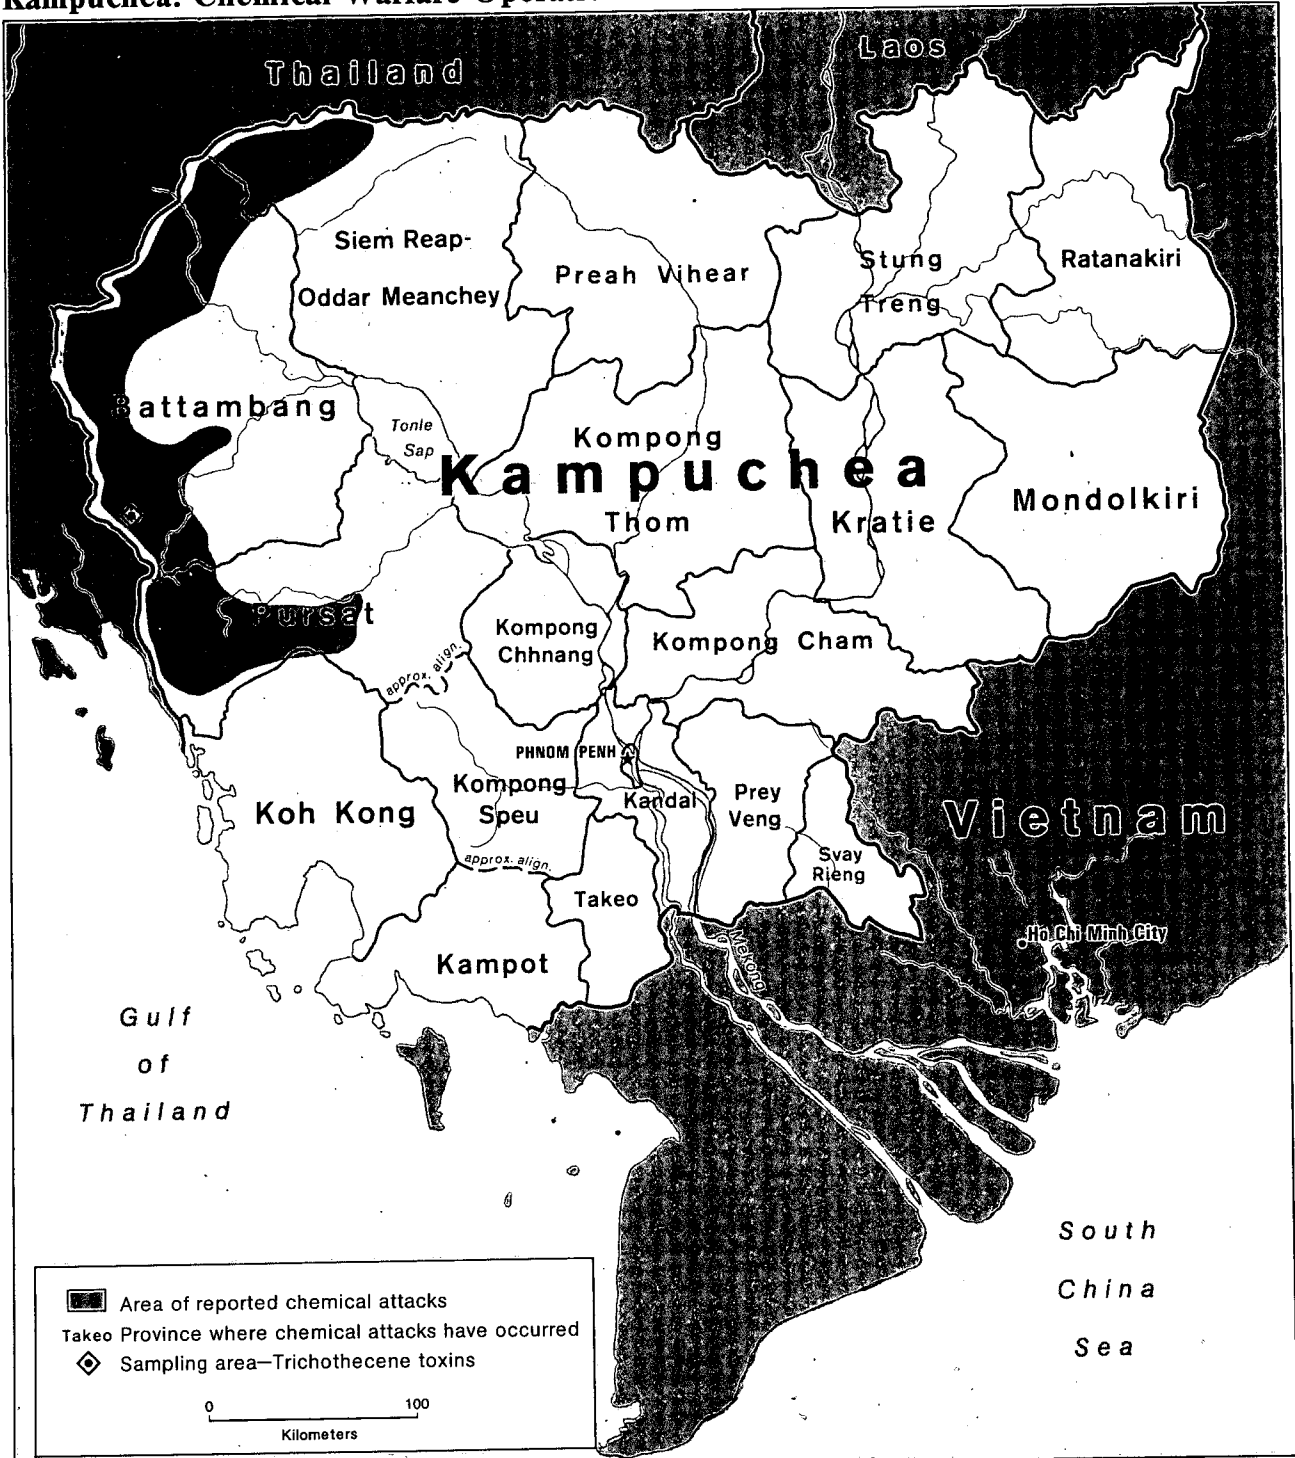 Kampuchea: Chemical Warfare
Thailand
Laos
Siem Reap-
Oddar Meanchey
Preah Vihear
Stung
Treng
Ratanakiri
Battambang
Tonle
Sap
Kompong
Thom
Kampuchea
Kratie
Mondolkiri
Pursat
approx. align.
Kompong
Chhnang
Kompong Cham
PHNOM PENH
Koh Kong
Kompong
Speu
Kandal
Prey
Veng
Svay
Rieng
Vietnam
approx. align.
Takeo
Kampot
Mekong
Ho Chi Minh City
Gulf
of
Thailand
South
China
Sea
Area of reported chemical attacks
Takeo Province where chemical attacks have occurred
Sampling area—Trichothecene toxins
0 100
Kilometers